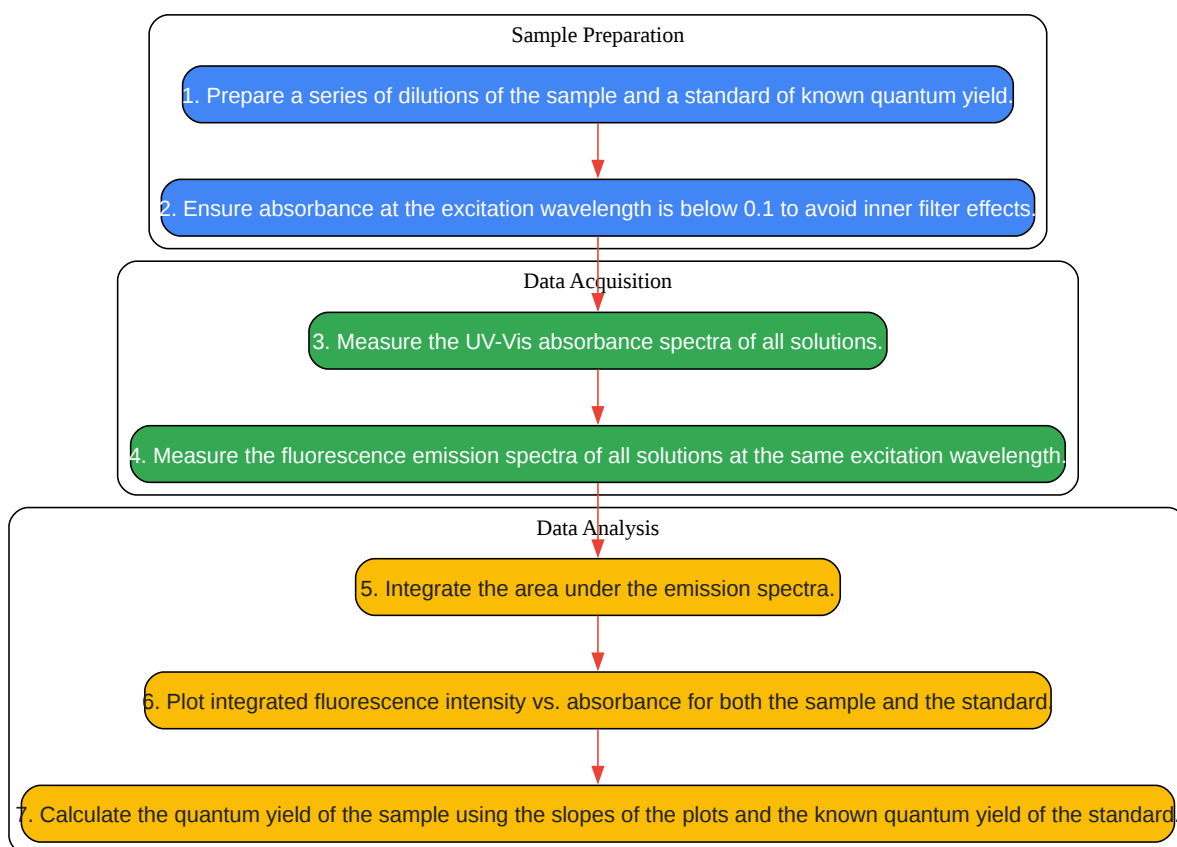 Sample Preparation
1. Prepare a series of dilutions of the sample and a standard of known quantum yield.
2. Ensure absorbance at the excitation wavelength is below 0.1 to avoid inner filter effects.
Data Acquisition
3. Measure the UV-Vis absorbance spectra of all solutions.
4. Measure the fluorescence emission spectra of all solutions at the same excitation wavelength.
Data Analysis
5. Integrate the area under the emission spectra.
6. Plot integrated fluorescence intensity vs. absorbance for both the sample and the standard.
7. Calculate the quantum yield of the sample using the slopes of the plots and the known quantum yield of the standard.